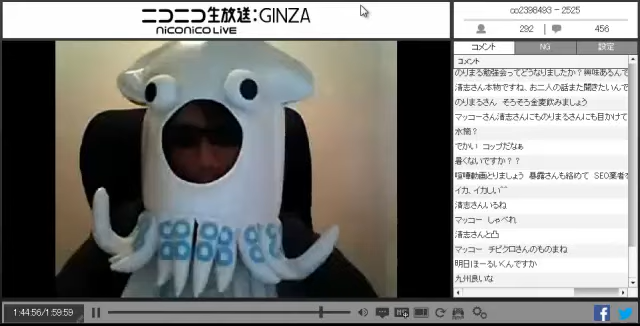 ニコニコ生放送:GINZA
niconico LIVE
co2398493 - 2525
292
456
コメント
NG
設定
コメント
のりまる勉強会ってどうなりましたか?興味あるんで
清志さん本物ですね、お二人の話また聞きたいんで
のりまるさん そろそろ金麦飲みましょう
マッコーさん清志さんにものりまるさんにも目かけて
水筒?
でかい コップだなぁ
暑くないですか??
喧嘩動画とりましょう 暴露さんも絡めて SEO業者を
イカ、イカしい^^
清志さんいるね
マッコー しゃべれ
清志さんと凸
マッコー チビクロさんのものまね
明日ほーるいくんですか
九州良いな
1:44:56/1:59:59